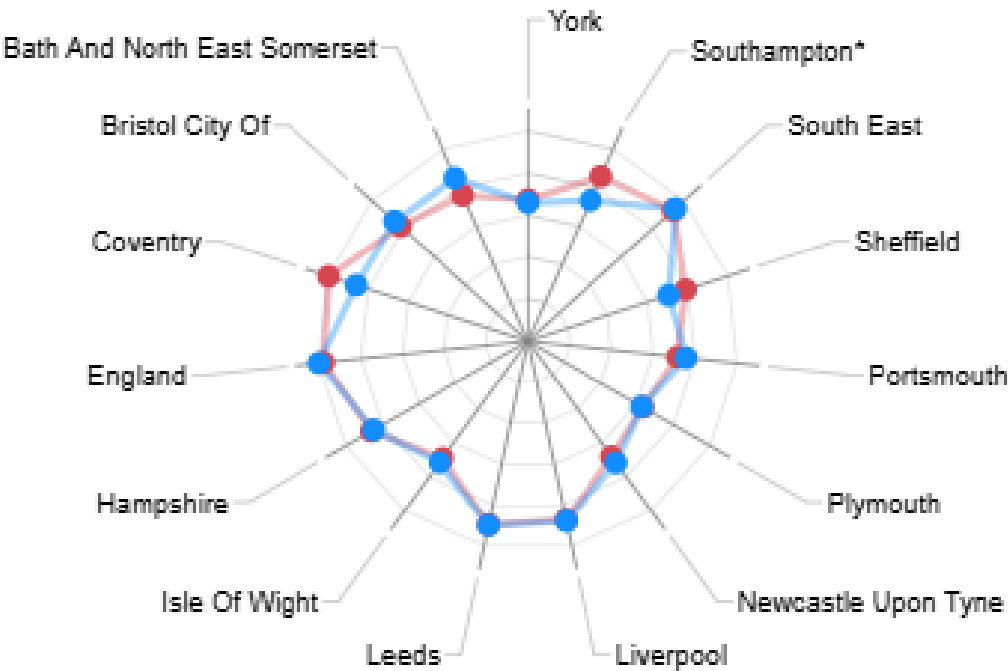 York
Bath And North East Somerset
Southampton*
Bristol City Of
South East
Coventry
Sheffield
England
Portsmouth
Hampshire
Plymouth
Isle Of Wight
Newcastle Upon Tyne
Leeds
Liverpool